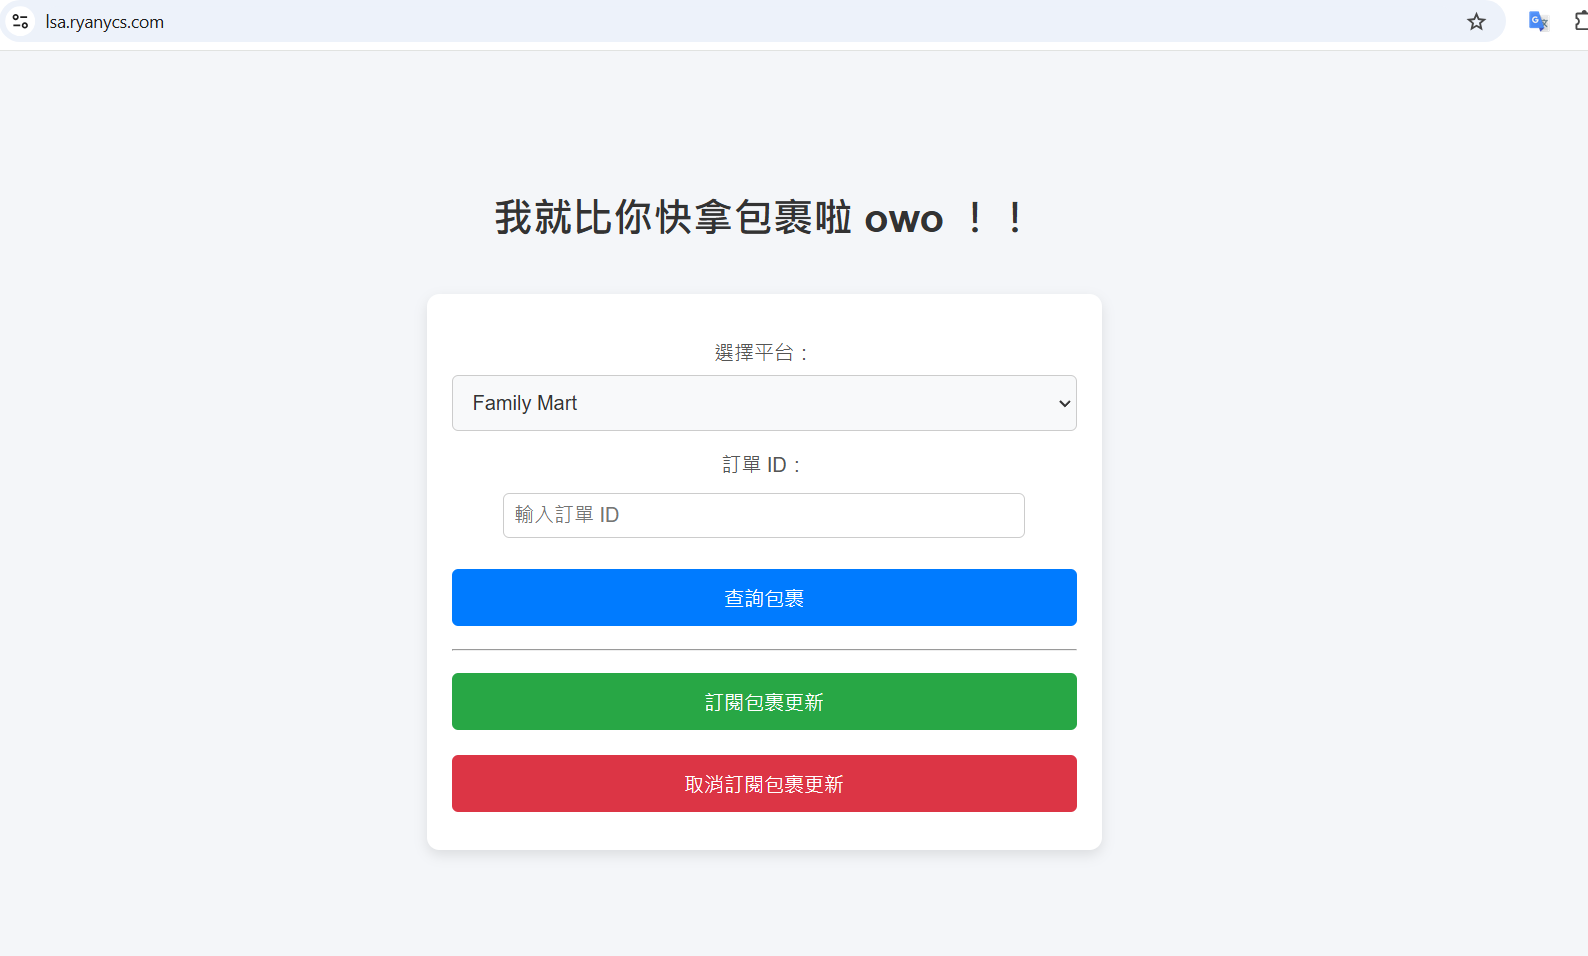 lsa.ryanycs.com
我就比你快拿包裹啦 owo ！！
選擇平台：
Family Mart
訂單 ID：
輸入訂單 ID
查詢包裹
訂閱包裹更新
取消訂閱包裹更新